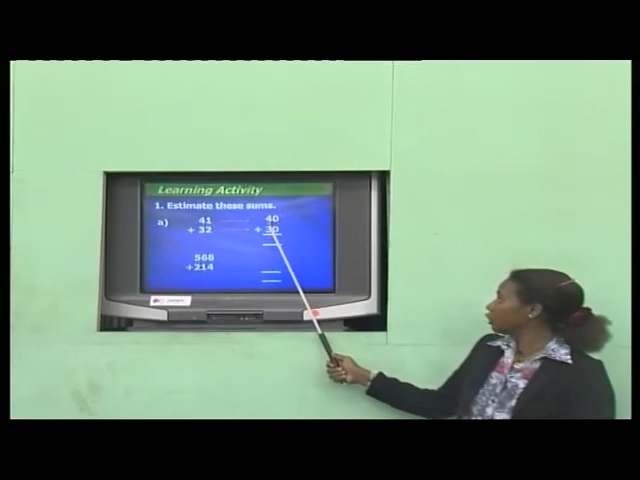 Learning Activity
1. Estimate these sums.
a) 41 40
+ 32 + 30
568
+214